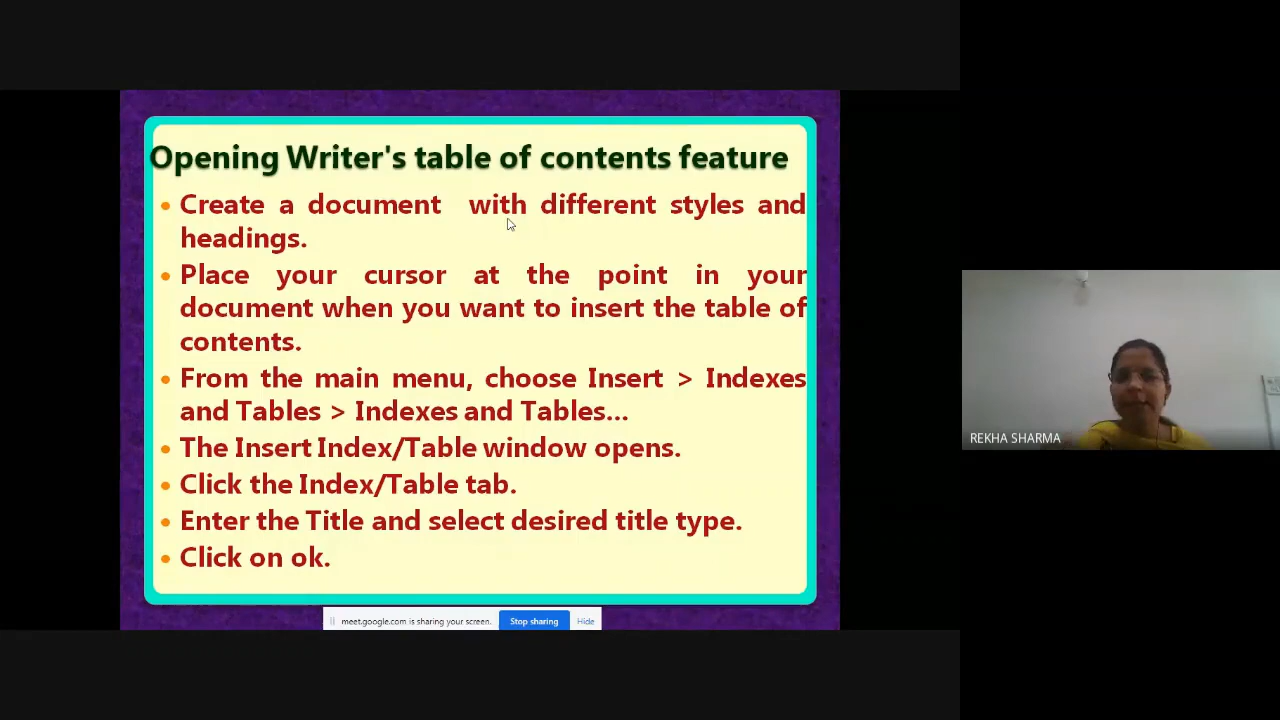 Opening Writer's table of contents feature
• Create a document with different styles and
headings.
• Place your cursor at the point in your
document when you want to insert the table of
contents.
• From the main menu, choose Insert > Indexes
and Tables > Indexes and Tables...
• The Insert Index/Table window opens.
• Click the Index/Table tab.
• Enter the Title and select desired title type.
• Click on ok.
meet.google.com is sharing your screen. Stop sharing Hide
REKHA SHARMA